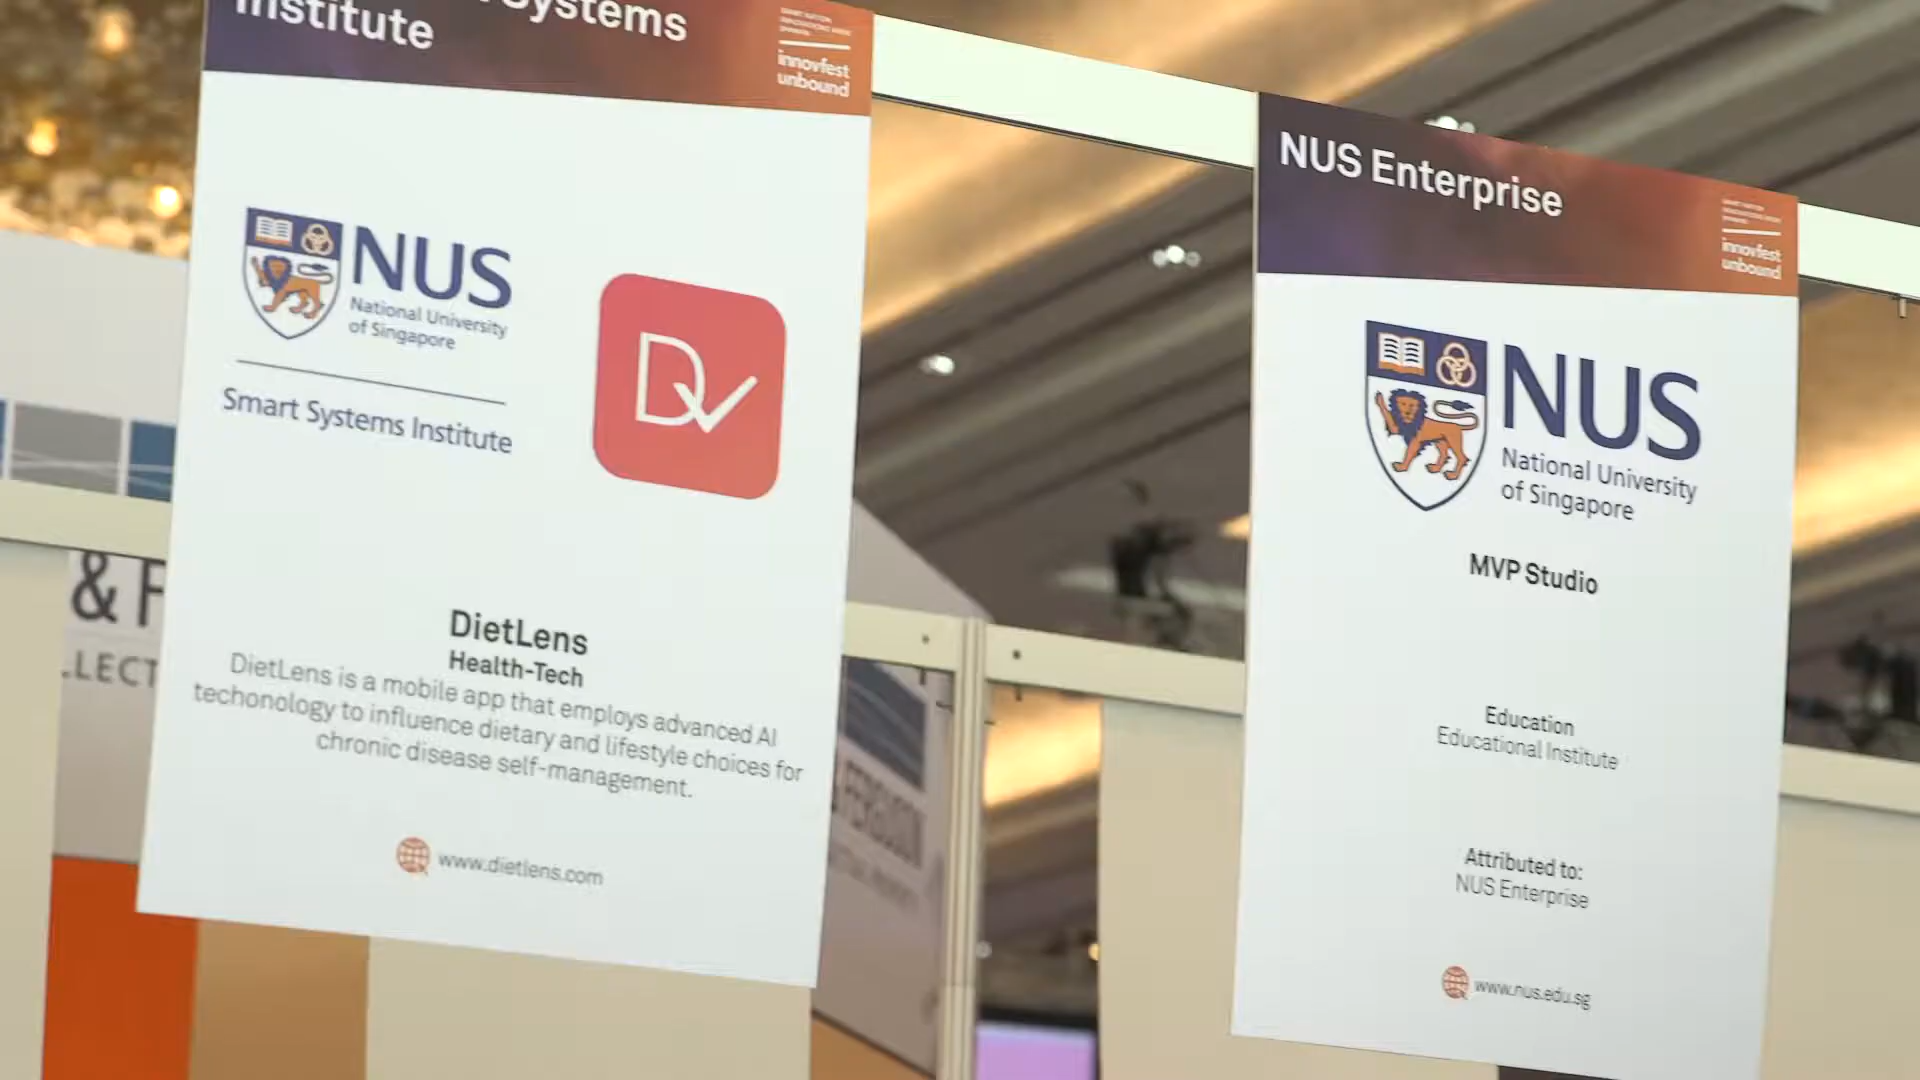 Systems
Institute
innovfest
unbound
NUS
National University
of Singapore
Smart Systems Institute
DV
DietLens
Health-Tech
DietLens is a mobile app that employs advanced AI
techonology to influence dietary and lifestyle choices for
chronic disease self-management.
www.dietlens.com
NUS Enterprise
innovfest
unbound
NUS
National University
of Singapore
MVP Studio
Education
Educational Institute
Attributed to:
NUS Enterprise
www.nus.edu.sg
& F
LLECT